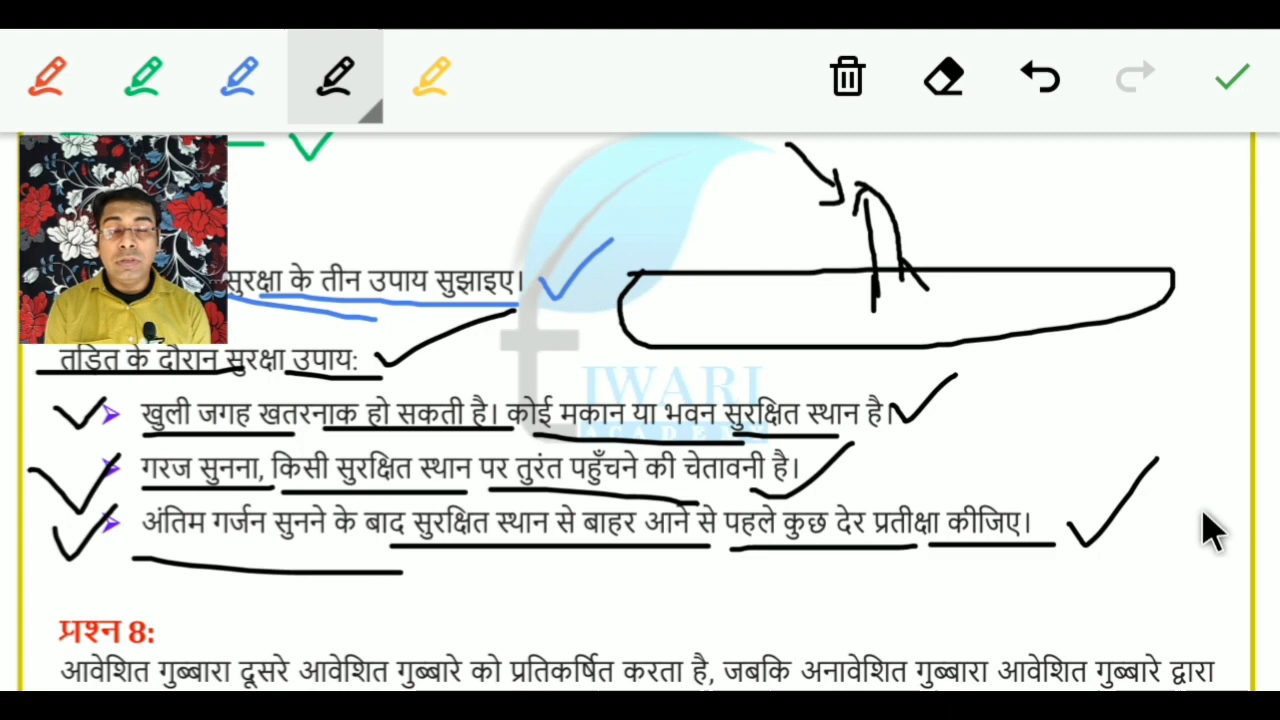 सुरक्षा के तीन उपाय सुझाइए।
तड़ित के दौरान सुरक्षा उपाय:
IWARI
ACADEMY
खुली जगह खतरनाक हो सकती है। कोई मकान या भवन सुरक्षित स्थान है।
गरज सुनना, किसी सुरक्षित स्थान पर तुरंत पहुँचने की चेतावनी है।
अंतिम गर्जन सुनने के बाद सुरक्षित स्थान से बाहर आने से पहले कुछ देर प्रतीक्षा कीजिए।
प्रश्न 8:
आवेशित गुब्बारा दूसरे आवेशित गुब्बारे को प्रतिकर्षित करता है, जबकि अनावेशित गुब्बारा आवेशित गुब्बारे द्वारा